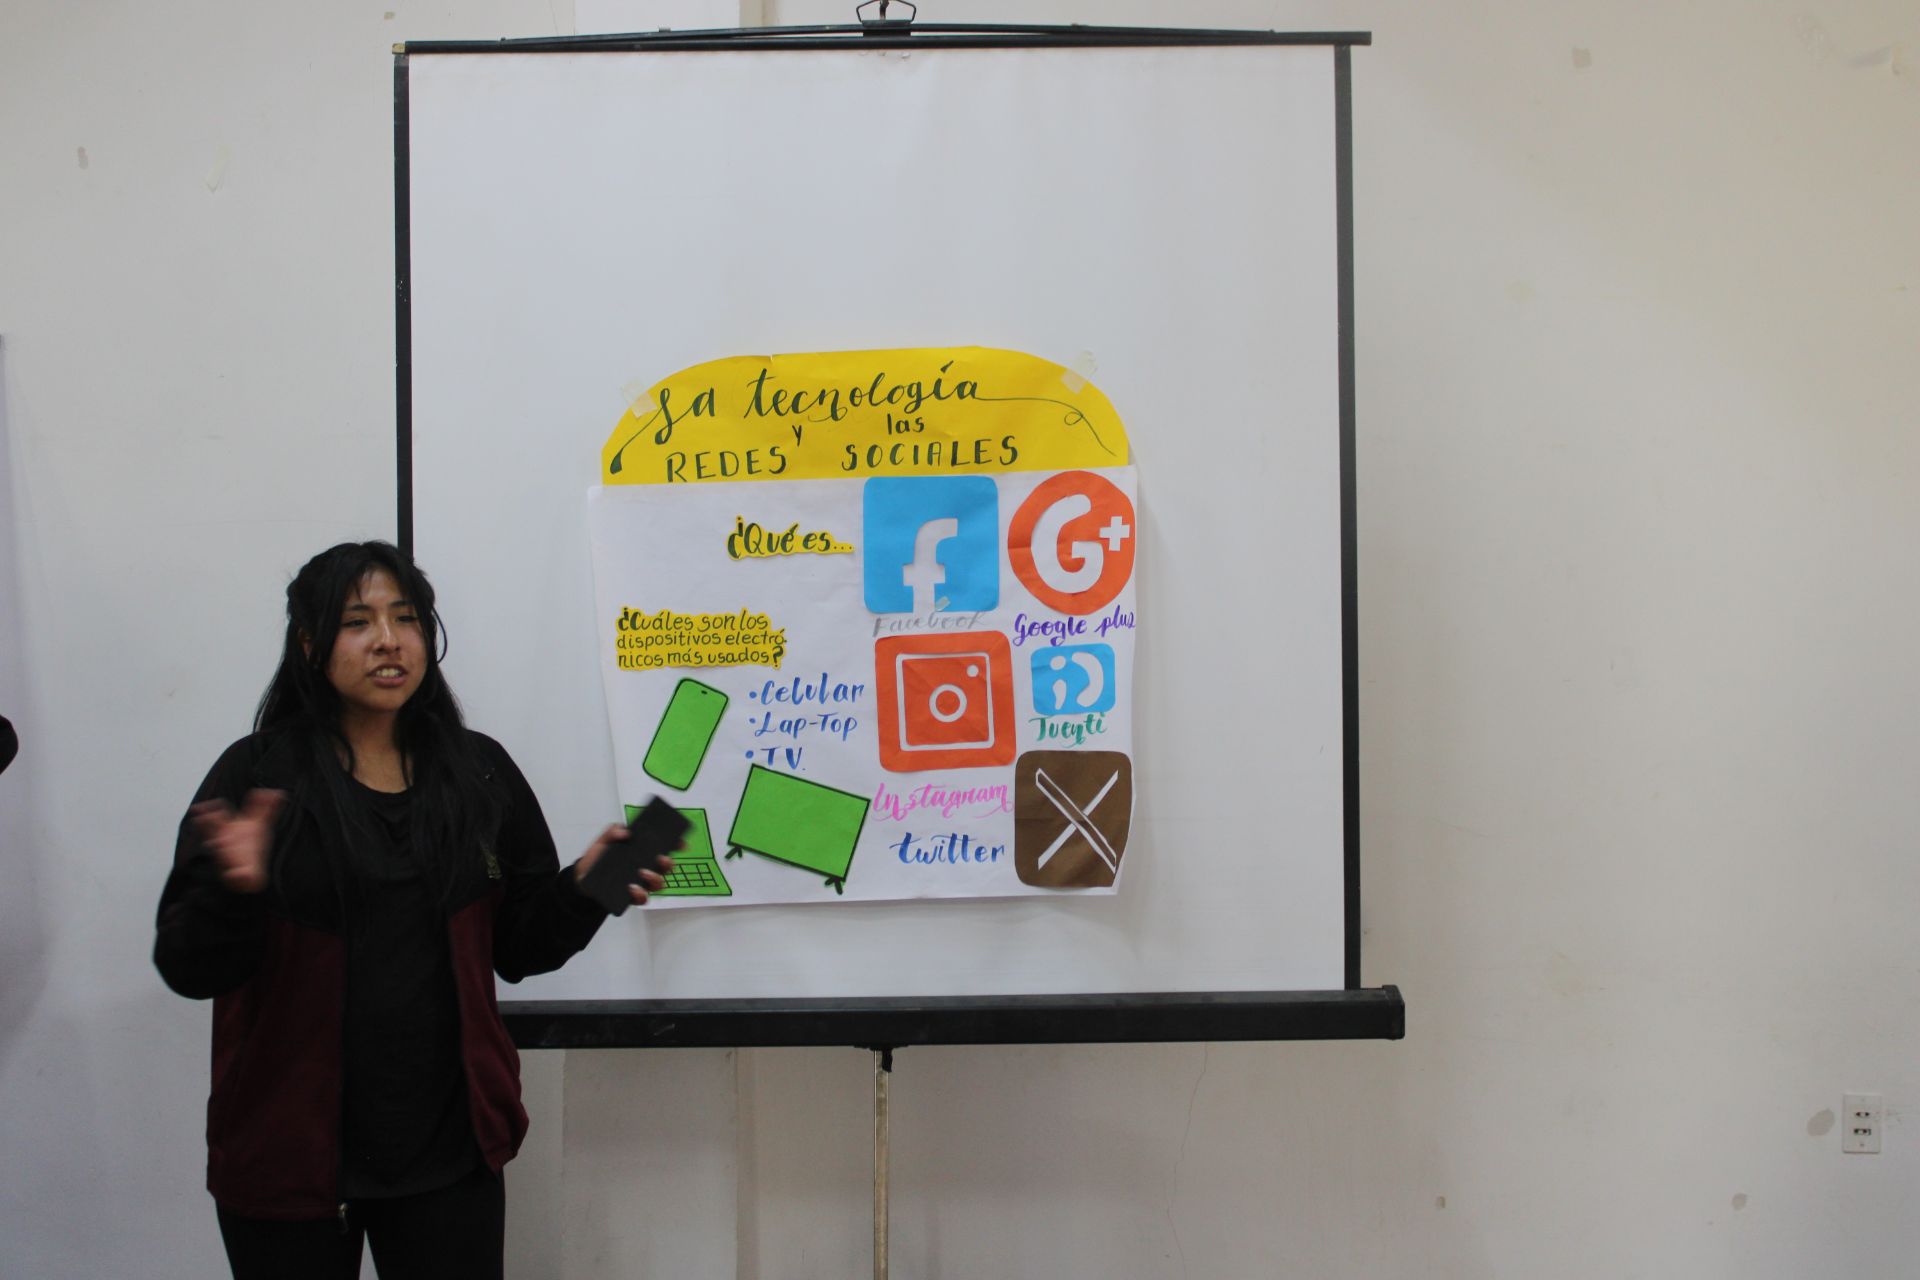 La tecnología
y las
REDES SOCIALES
¿Qué es...
f
G+
Facebook
Google plus
¿Cuáles son los
dispositivos electró
nicos más usados?
• Celular
• Lap-Top
• T.V.
Tuenti
Instagram
twitter
X